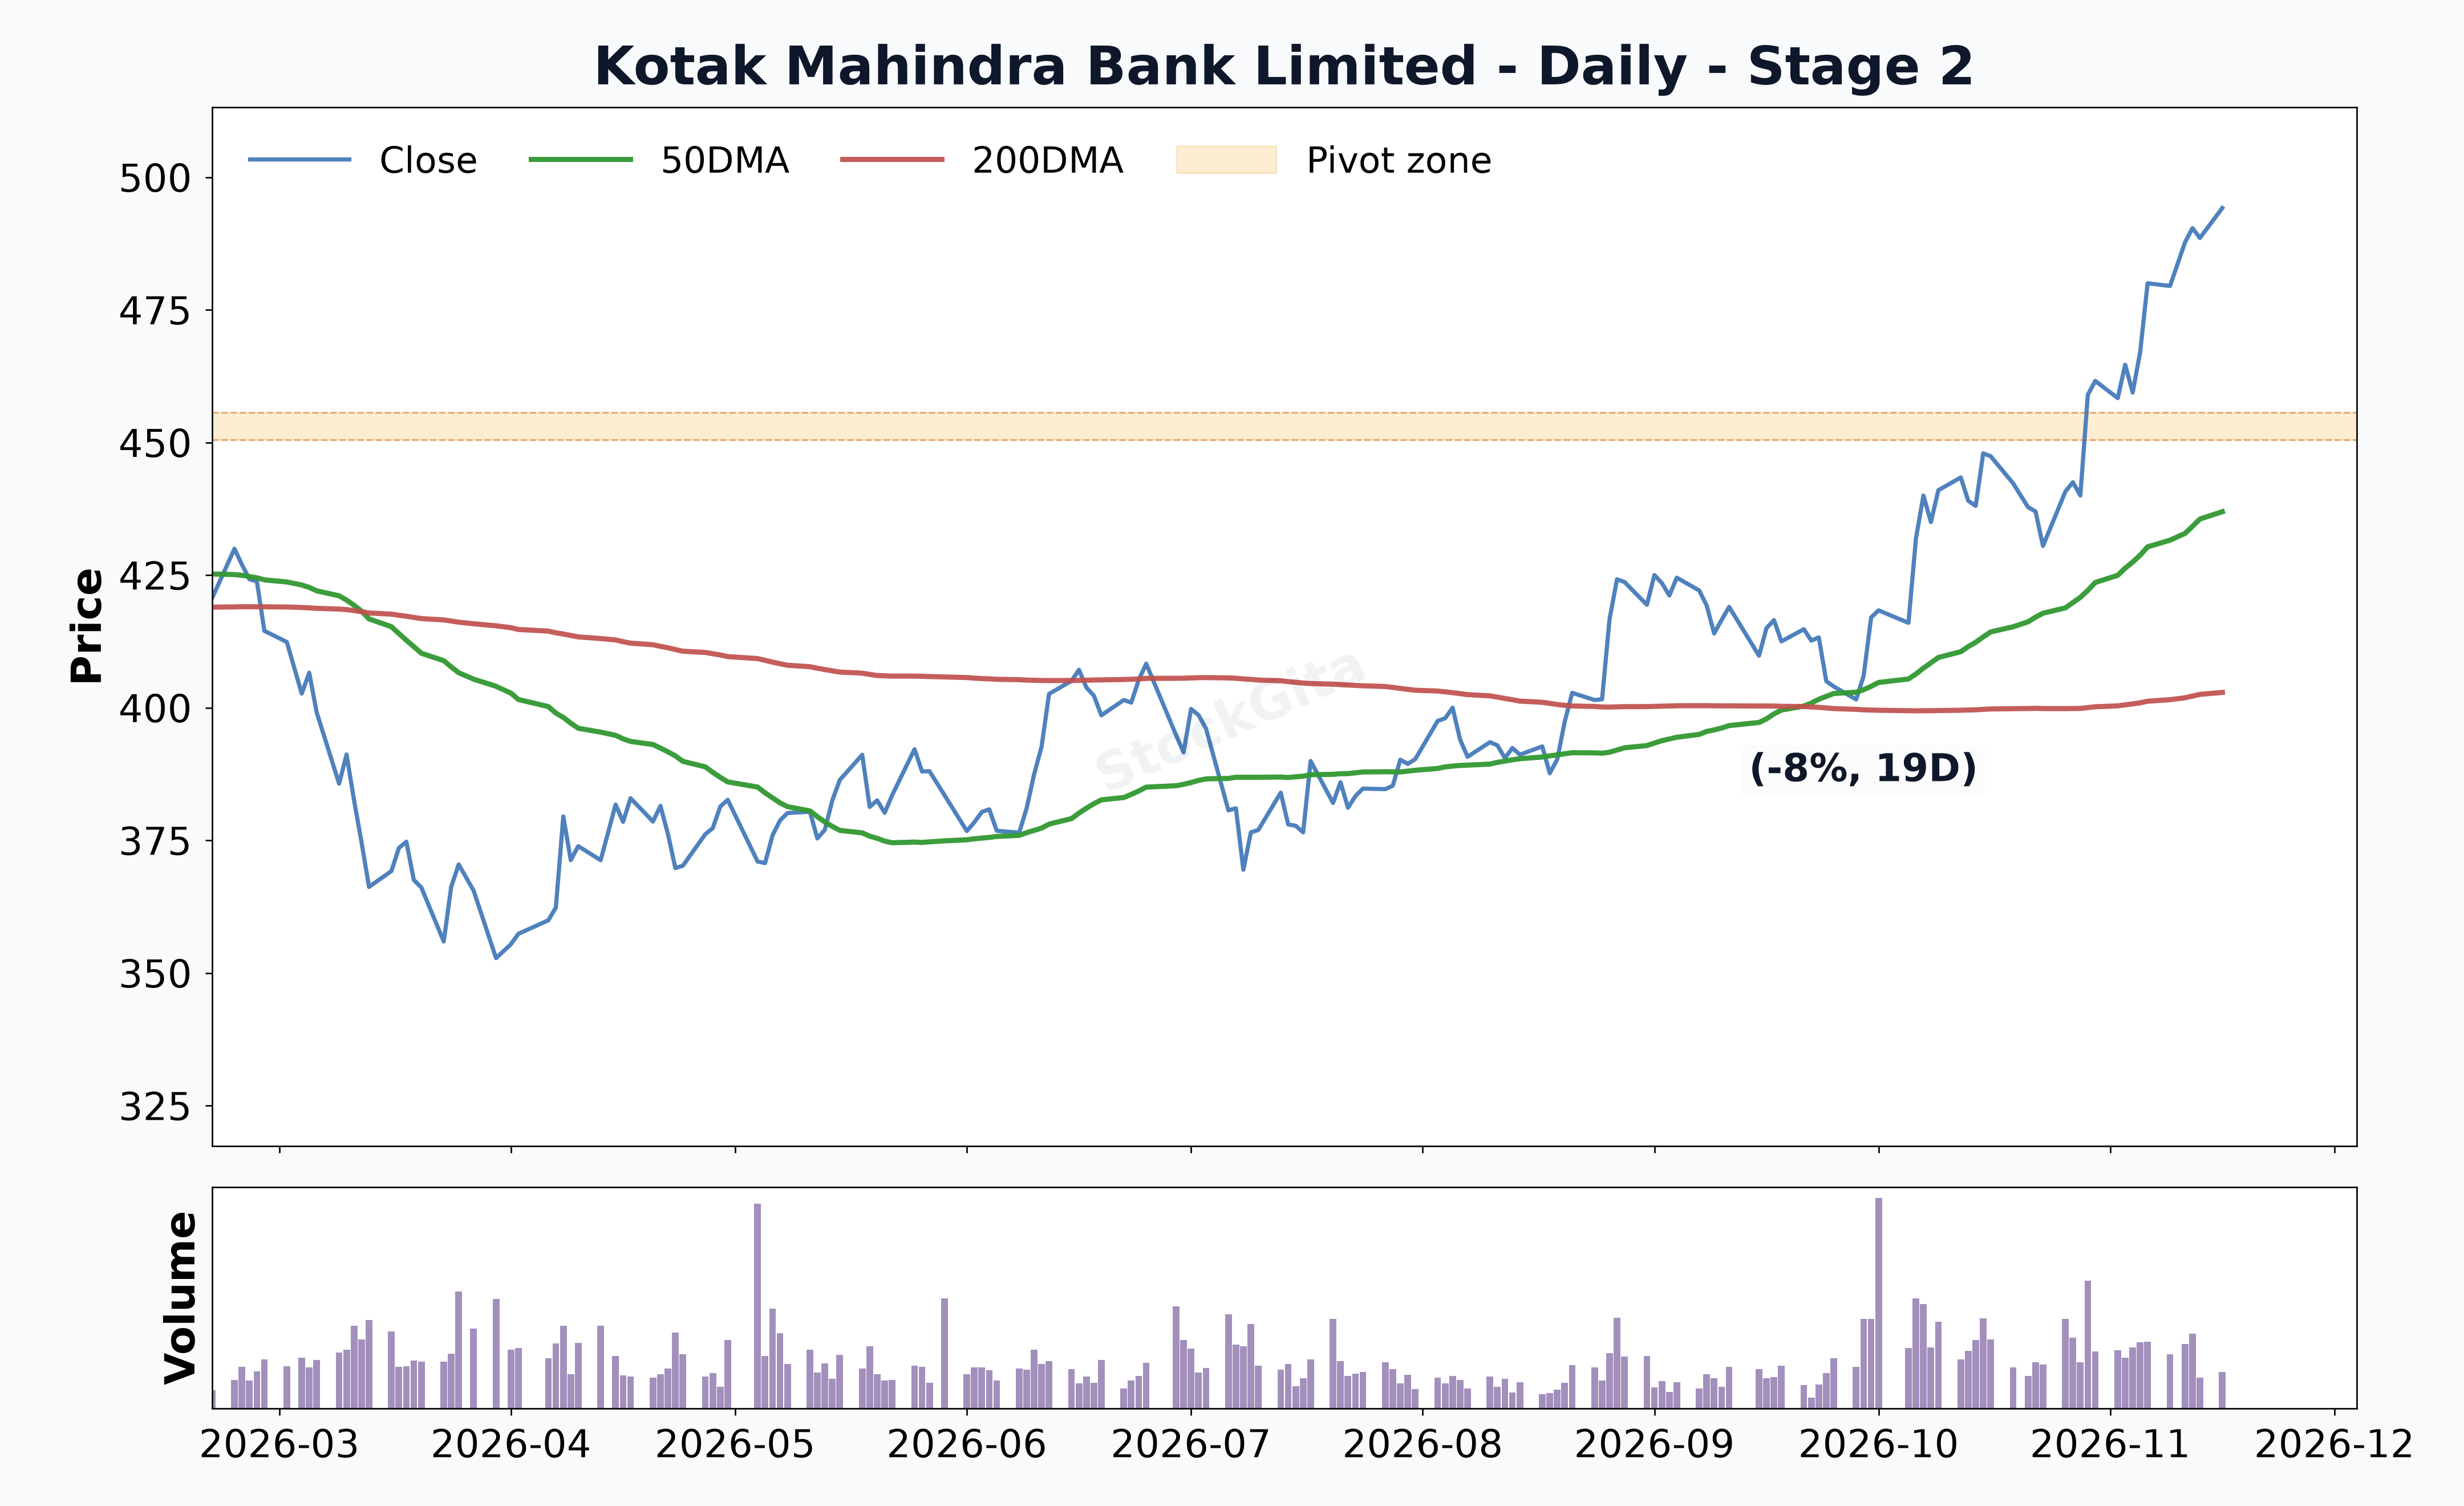 Kotak Mahindra Bank Limited - Daily - Stage 2
Close 50DMA 200DMA Pivot zone
500
475
450
425
400
375
350
325
Price
StockGita
(-8%, 19D)
Volume
2026-03 2026-04 2026-05 2026-06 2026-07 2026-08 2026-09 2026-10 2026-11 2026-12